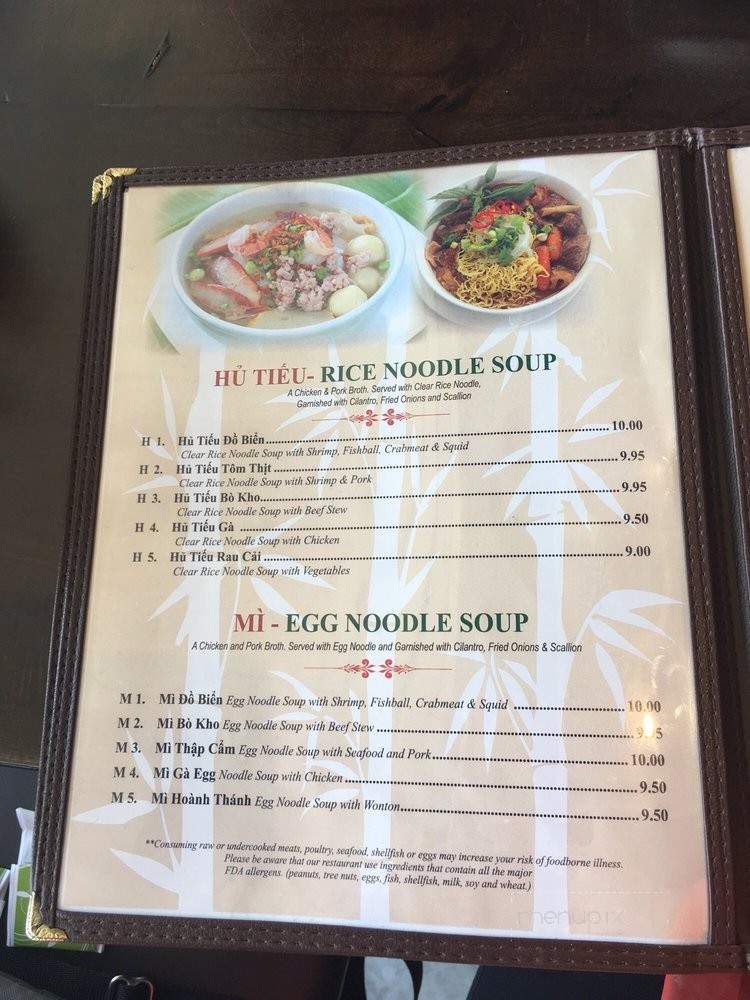 HỦ TIẾU- RICE NOODLE SOUP
A Chicken & Pork Broth. Served with Clear Rice Noodle,
Garnished with Cilantro, Fried Onions and Scallion
H 1. Hủ Tiếu Đồ Biển 10.00
Clear Rice Noodle Soup with Shrimp, Fishball, Crabmeat & Squid
H 2. Hủ Tiếu Tôm Thịt 9.95
Clear Rice Noodle Soup with Shrimp & Pork
H 3. Hủ Tiếu Bò Kho 9.95
Clear Rice Noodle Soup with Beef Stew
H 4. Hủ Tiếu Gà 9.50
Clear Rice Noodle Soup with Chicken
H 5. Hủ Tiếu Rau Cải 9.00
Clear Rice Noodle Soup with Vegetables
MÌ - EGG NOODLE SOUP
A Chicken and Pork Broth. Served with Egg Noodle and Garnished with Cilantro, Fried Onions & Scallion
M 1. Mì Đồ Biển Egg Noodle Soup with Shrimp, Fishball, Crabmeat & Squid 10.00
M 2. Mì Bò Kho Egg Noodle Soup with Beef Stew
M 3. Mì Thập Cẩm Egg Noodle Soup with Seafood and Pork 10.00
M 4. Mì Gà Egg Noodle Soup with Chicken 9.50
M 5. Mì Hoành Thánh Egg Noodle Soup with Wonton 9.50
**Consuming raw or undercooked meats, poultry, seafood, shellfish or eggs may increase your risk of foodborne illness.
Please be aware that our restaurant use ingredients that contain all the major
FDA allergens. (peanuts, tree nuts, eggs, fish, shellfish, milk, soy and wheat.)